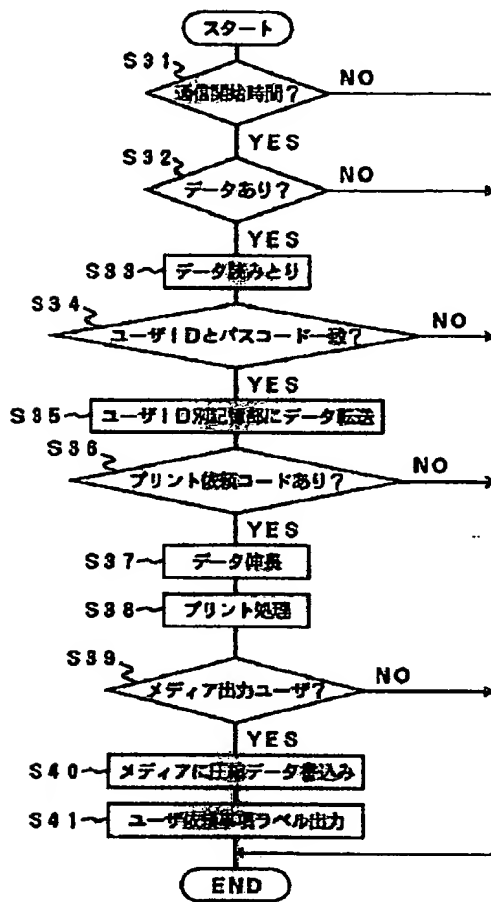 スタート
S31
通信開始時間？
NO
YES
S32
データあり？
NO
YES
S33
データ読みとり
S34
ユーザIDとパスコード一致？
NO
YES
S35
ユーザID別記憶部にデータ転送
S36
プリント依頼コードあり？
NO
YES
S37
データ伸長
S38
プリント処理
S39
メディア出力ユーザ？
NO
YES
S40
メディアに圧縮データ書込み
S41
ユーザ依頼事項ラベル出力
END